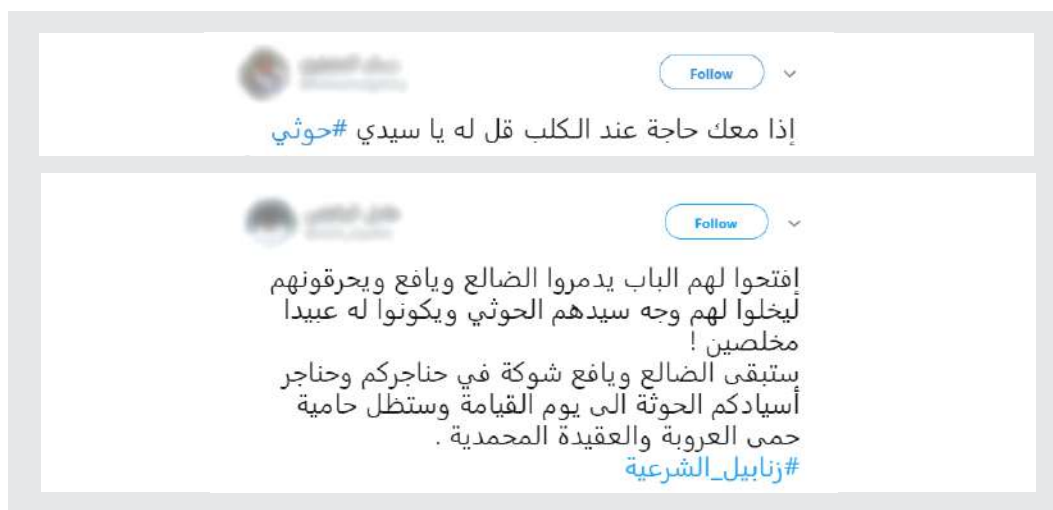 Follow
إذا معك حاجة عند الكلب قل له يا سيدي #حوثي
Follow
إفتحوا لهم الباب يدمروا الضالع ويافع ويحرقونهم
ليخلوا لهم وجه سيدهم الحوثي ويكونوا له عبيدا
مخلصين !
ستبقى الضالع ويافع شوكة في حناجركم وحناجر
أسيادكم الحوثة الى يوم القيامة وستظل حامية
حمى العروبة والعقيدة المحمدية .
#زنابيل_الشرعية